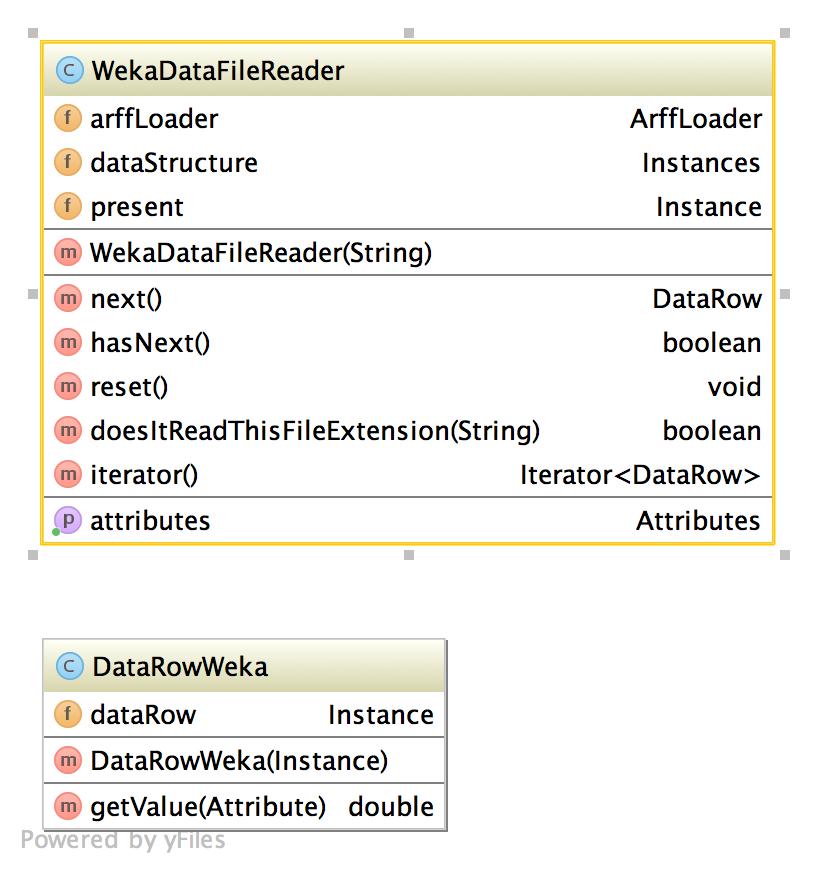 C WekaDataFileReader
f arffLoader ArffLoader
f dataStructure Instances
f present Instance
m WekaDataFileReader(String)
m next() DataRow
m hasNext() boolean
m reset() void
m doesItReadThisFileExtension(String) boolean
m iterator() Iterator<DataRow>
p attributes Attributes
C DataRowWeka
f dataRow Instance
m DataRowWeka(Instance)
m getValue(Attribute) double
Powered by yFiles